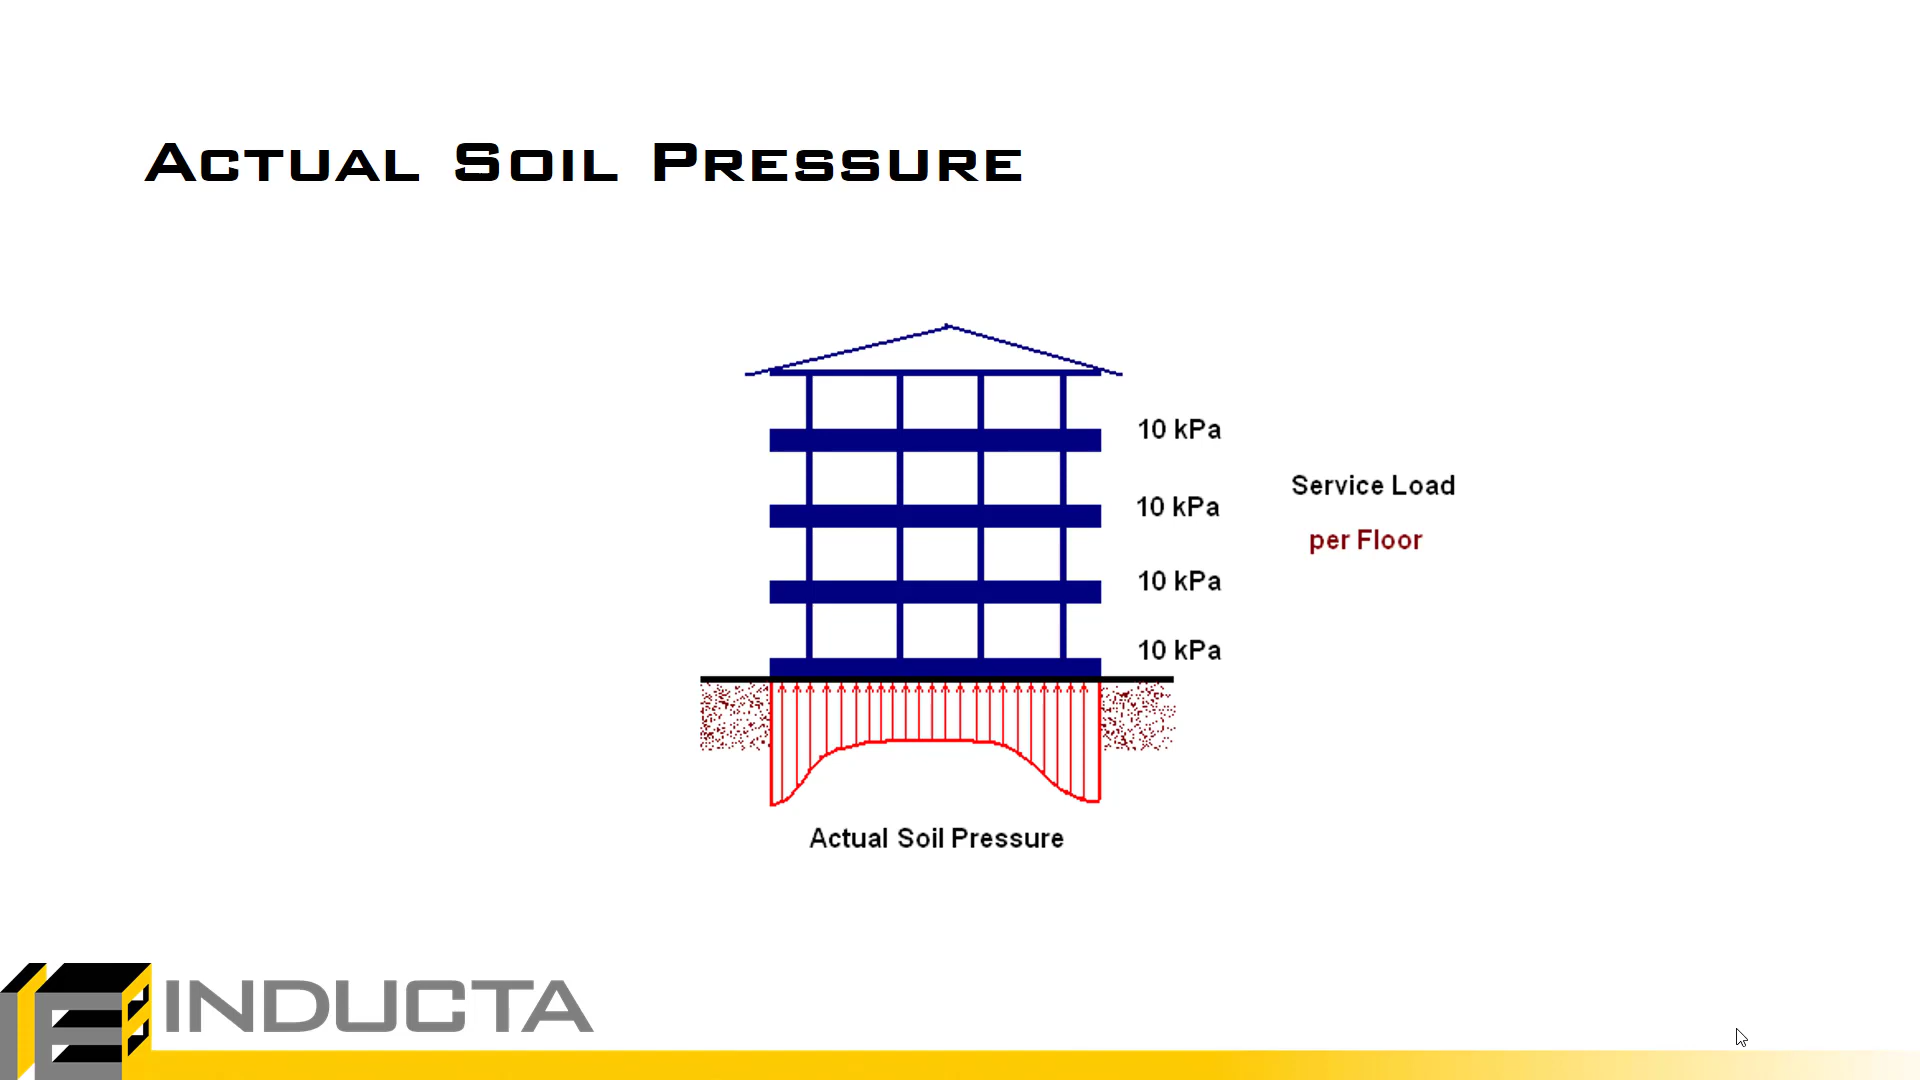 Actual Soil Pressure
10 kPa
10 kPa
Service Load
per Floor
10 kPa
10 kPa
Actual Soil Pressure
INDUCTA